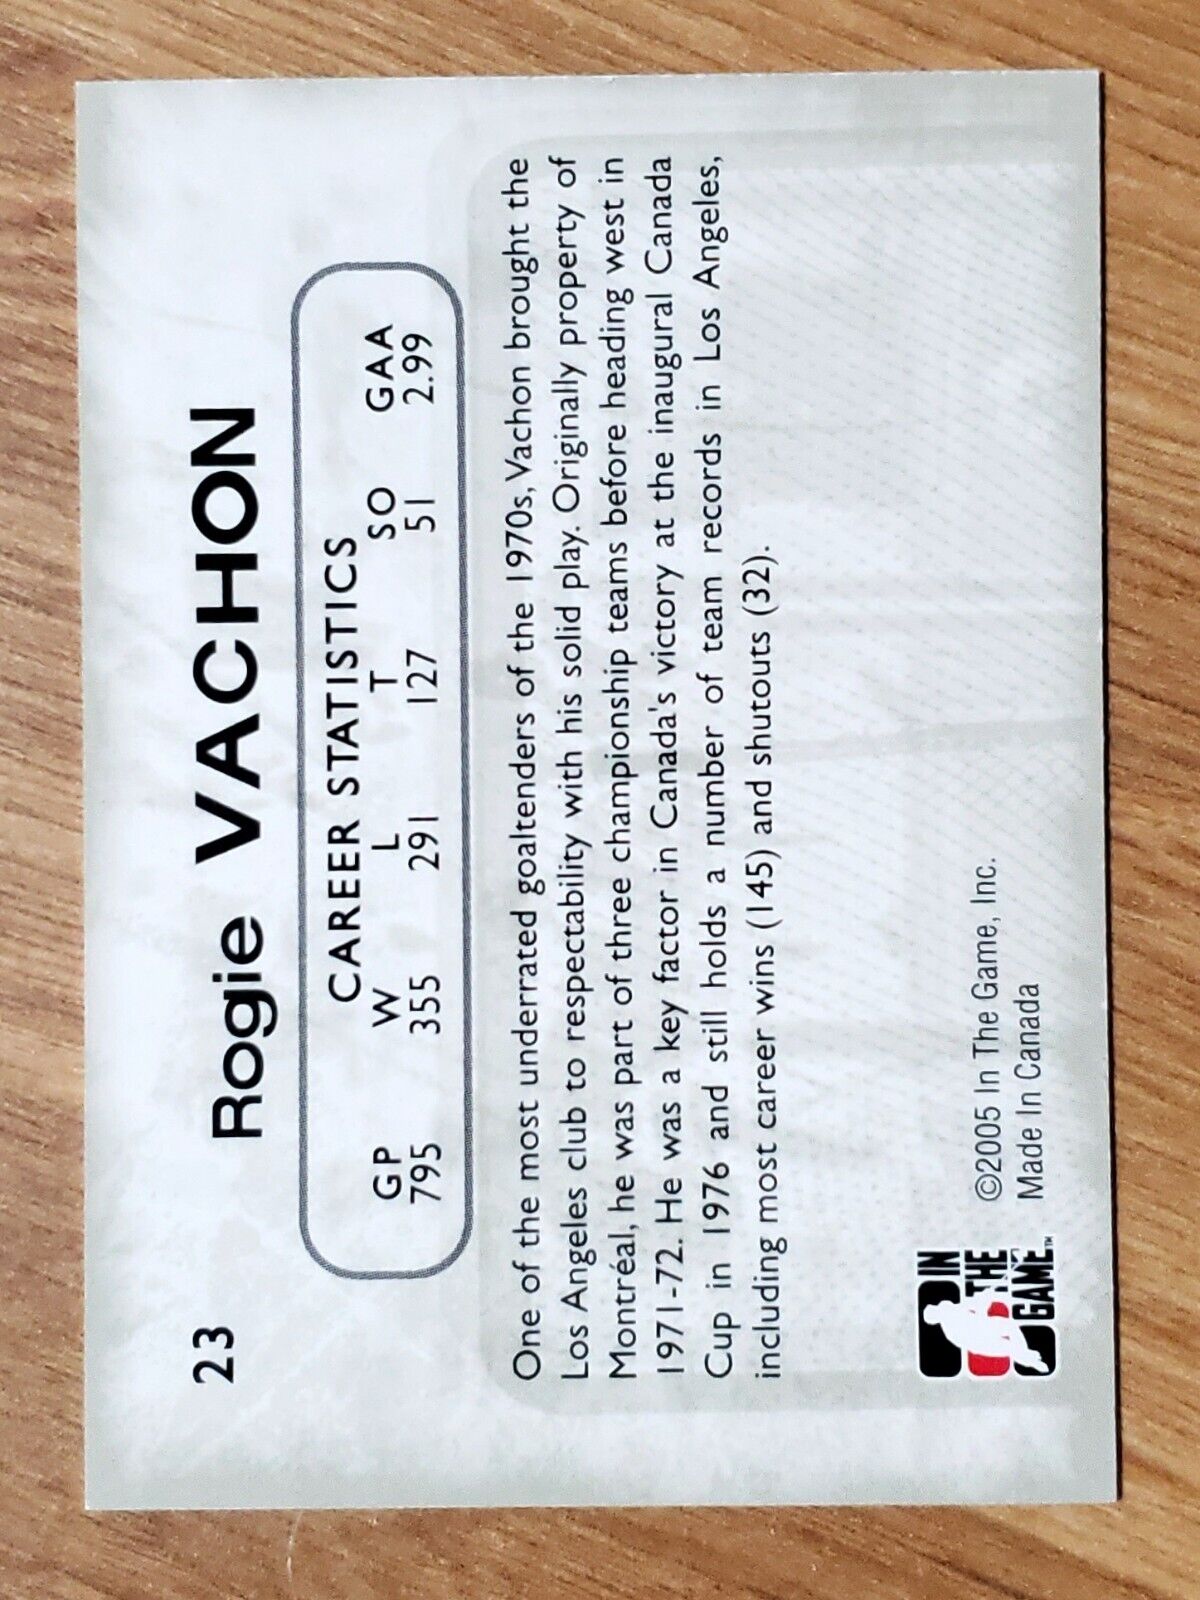 23
Rogie VACHON
CAREER STATISTICS
GP W L T SO GAA
795 355 291 127 51 2.99
One of the most underrated goaltenders of the 1970s, Vachon brought the
Los Angeles club to respectability with his solid play. Originally property of
Montréal, he was part of three championship teams before heading west in
1971-72. He was a key factor in Canada's victory at the inaugural Canada
Cup in 1976 and still holds a number of team records in Los Angeles,
including most career wins (145) and shutouts (32).
IN
THE
GAME™
©2005 In The Game, Inc.
Made In Canada